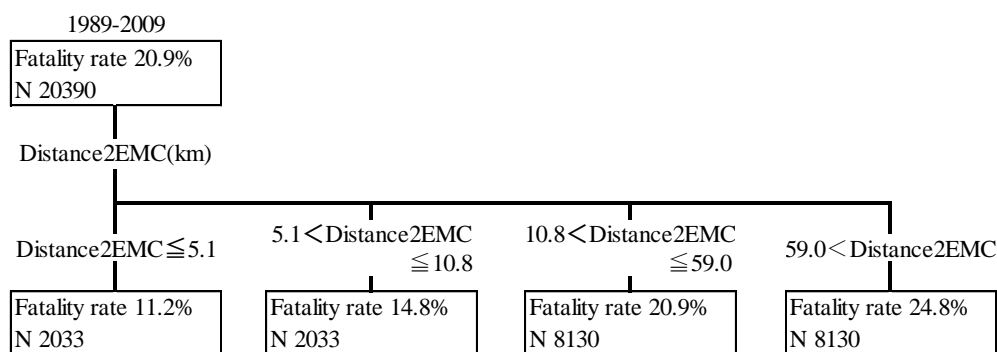 1989-2009
Fatality rate 20.9%
N 20390
Distance2EMC(km)
Distance2EMC≦5.1
5.1＜Distance2EMC
≦10.8
10.8＜Distance2EMC
≦59.0
59.0＜Distance2EMC
Fatality rate 11.2%
N 2033
Fatality rate 14.8%
N 2033
Fatality rate 20.9%
N 8130
Fatality rate 24.8%
N 8130